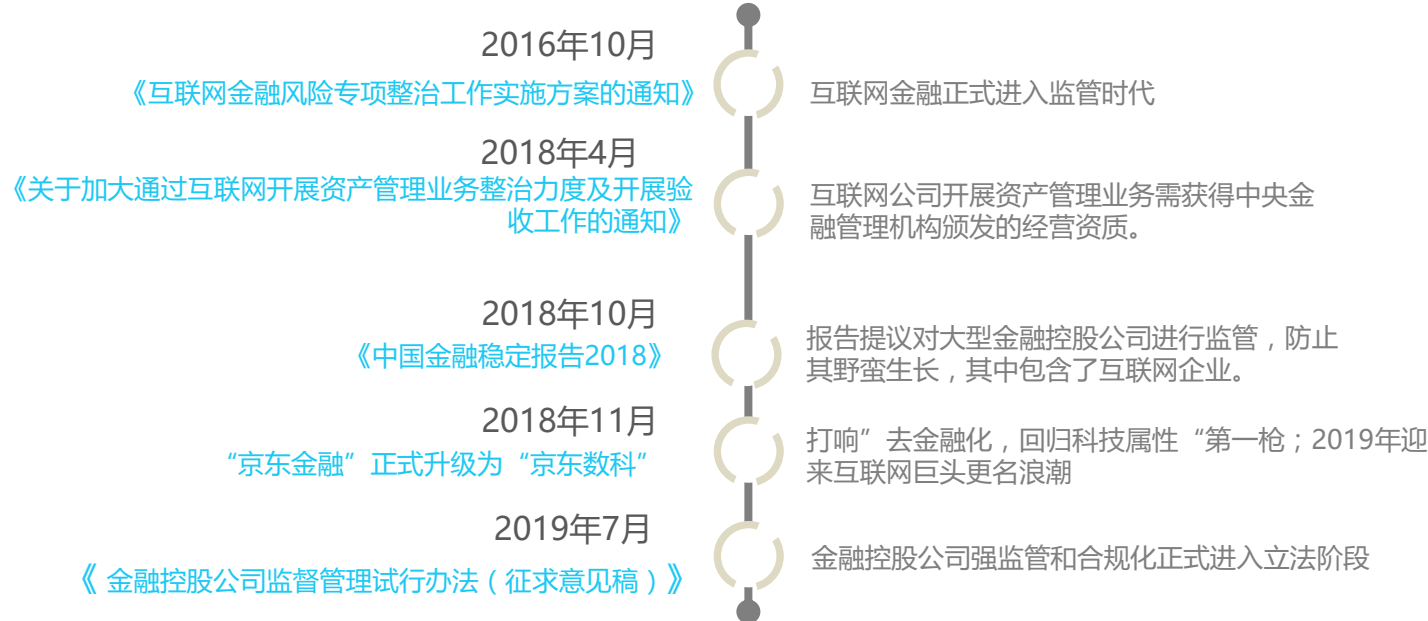 2016年10月
《互联网金融风险专项整治工作实施方案的通知》
互联网金融正式进入监管时代
2018年4月
《关于加大通过互联网开展资产管理业务整治力度及开展验
收工作的通知》
互联网公司开展资产管理业务需获得中央金
融管理机构颁发的经营资质。
2018年10月
《中国金融稳定报告2018》
报告提议对大型金融控股公司进行监管，防止
其野蛮生长，其中包含了互联网企业。
2018年11月
“京东金融”正式升级为“京东数科”
打响”去金融化，回归科技属性“第一枪；2019年迎
来互联网巨头更名浪潮
2019年7月
《 金融控股公司监督管理试行办法（征求意见稿）》
金融控股公司强监管和合规化正式进入立法阶段